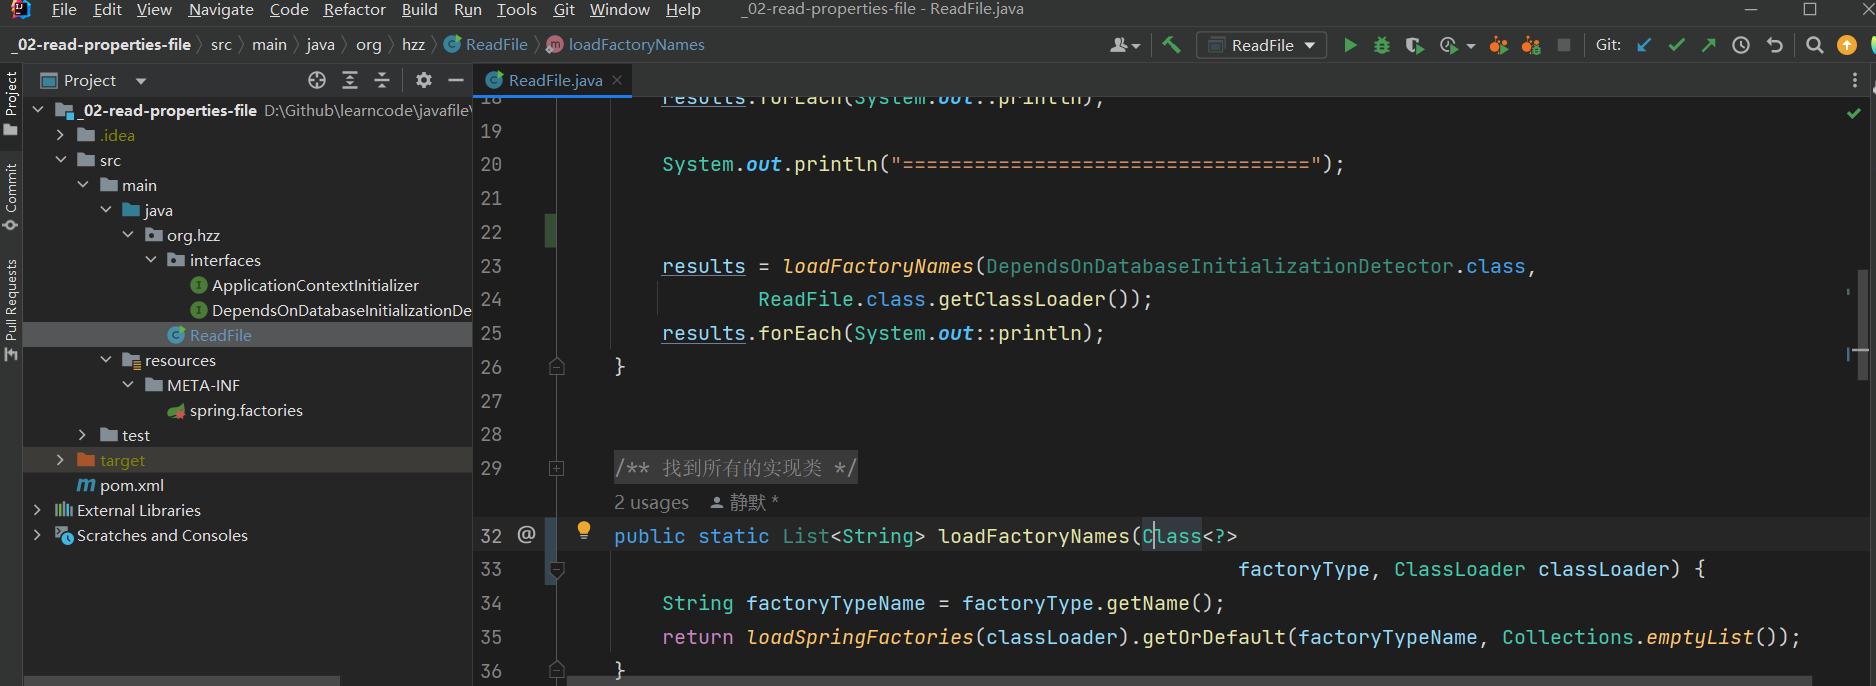 File Edit View Navigate Code Refactor Build Run Tools Git Window Help _02-read-properties-file - ReadFile.java
_02-read-properties-file src main java org hzz ReadFile loadFactoryNames ReadFile Git:
Project
ReadFile.java
Project
Commit
Pull Requests
_02-read-properties-file D:\Github\learncode\javafile\
.idea
src
main
java
org.hzz
interfaces
ApplicationContextInitializer
DependsOnDatabaseInitializationDe
ReadFile
resources
META-INF
spring.factories
test
target
pom.xml
External Libraries
Scratches and Consoles
18 results.forEach(System.out::println);
19
20 System.out.println("==================================");
21
22
23 results = loadFactoryNames(DependsOnDatabaseInitializationDetector.class,
24 ReadFile.class.getClassLoader());
25 results.forEach(System.out::println);
26 }
27
28
29 /** 找到所有的实现类 */
2 usages 静默 *
32 @ public static List<String> loadFactoryNames(Class<?>
33 factoryType, ClassLoader classLoader) {
34 String factoryTypeName = factoryType.getName();
35 return loadSpringFactories(classLoader).getOrDefault(factoryTypeName, Collections.emptyList());
36 }